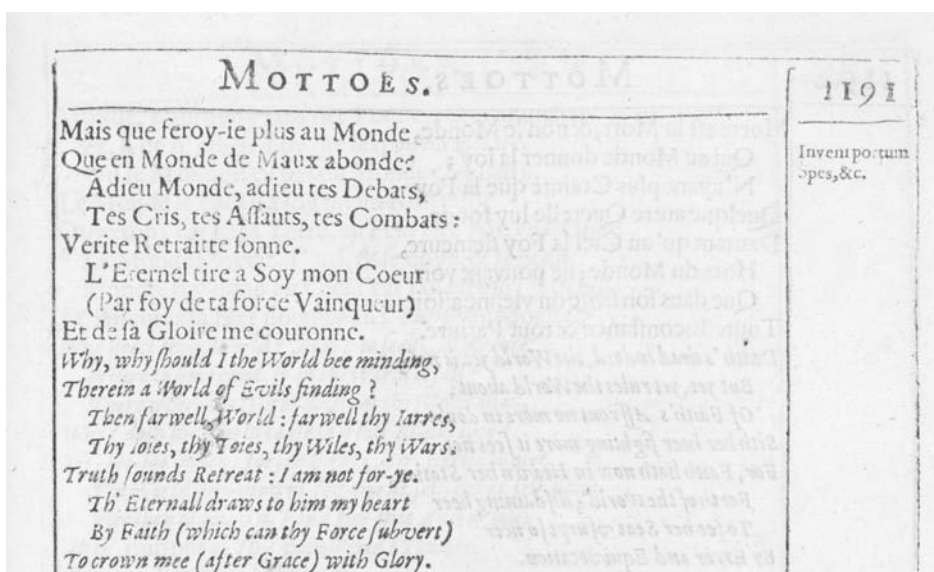 MOTTOES.
1191
Mais que feroy-ie plus au Monde,
Que en Monde de Maux abonde?
Adieu Monde, adieu tes Debats,
Tes Cris, tes Aſſauts, tes Combats:
Verite Retraitte ſonne.
L'Eternel tire a Soy mon Coeur
(Par foy de ta force Vainqueur)
Et de ſa Gloire me couronne.
Why, why ſhould I the World bee minding,
Therein a World of Evils finding?
Then farwell, World: farwell thy Iarres,
Thy Ioies, thy Toies, thy Wiles, thy Wars.
Truth ſounds Retreat: I am not for-ye.
Th' Eternall draws to him my heart
By Faith (which can thy Force ſubvert)
To crown mee (after Grace) with Glory.
Inveni portum
ſpes, &c.